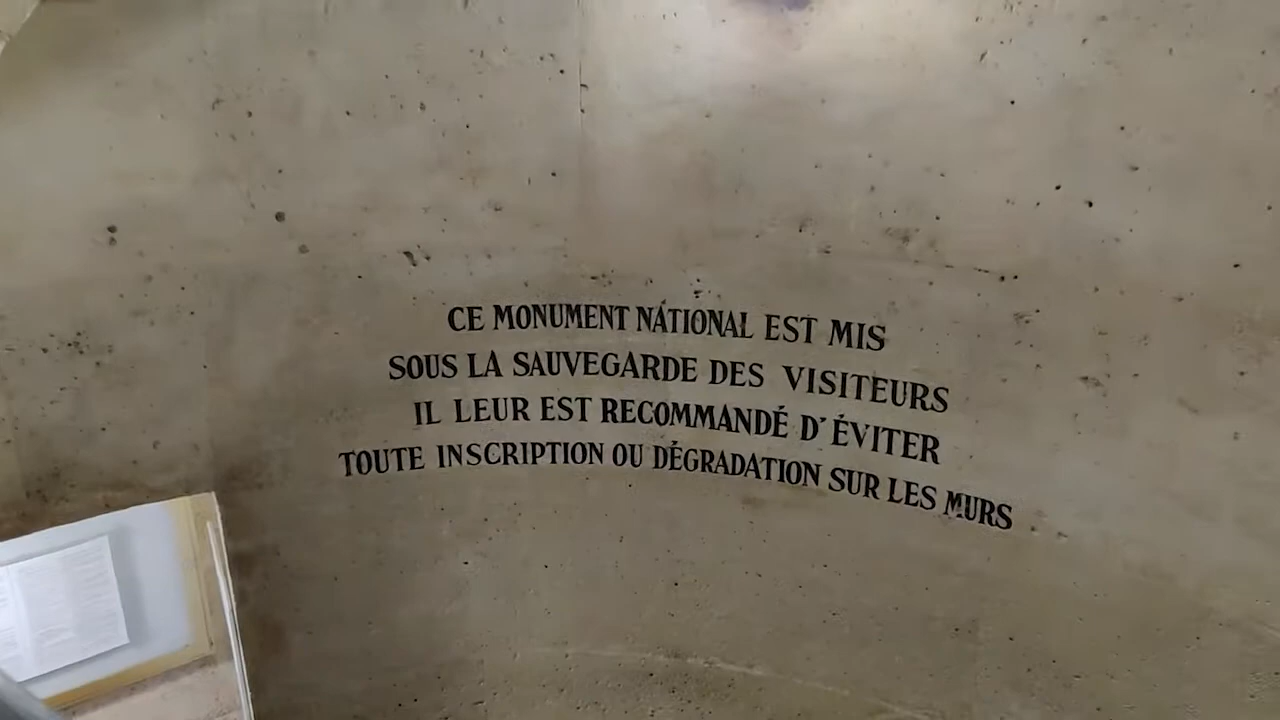 CE MONUMENT NATIONAL EST MIS
SOUS LA SAUVEGARDE DES VISITEURS
IL LEUR EST RECOMMANDÉ D'ÉVITER
TOUTE INSCRIPTION OU DÉGRADATION SUR LES MURS